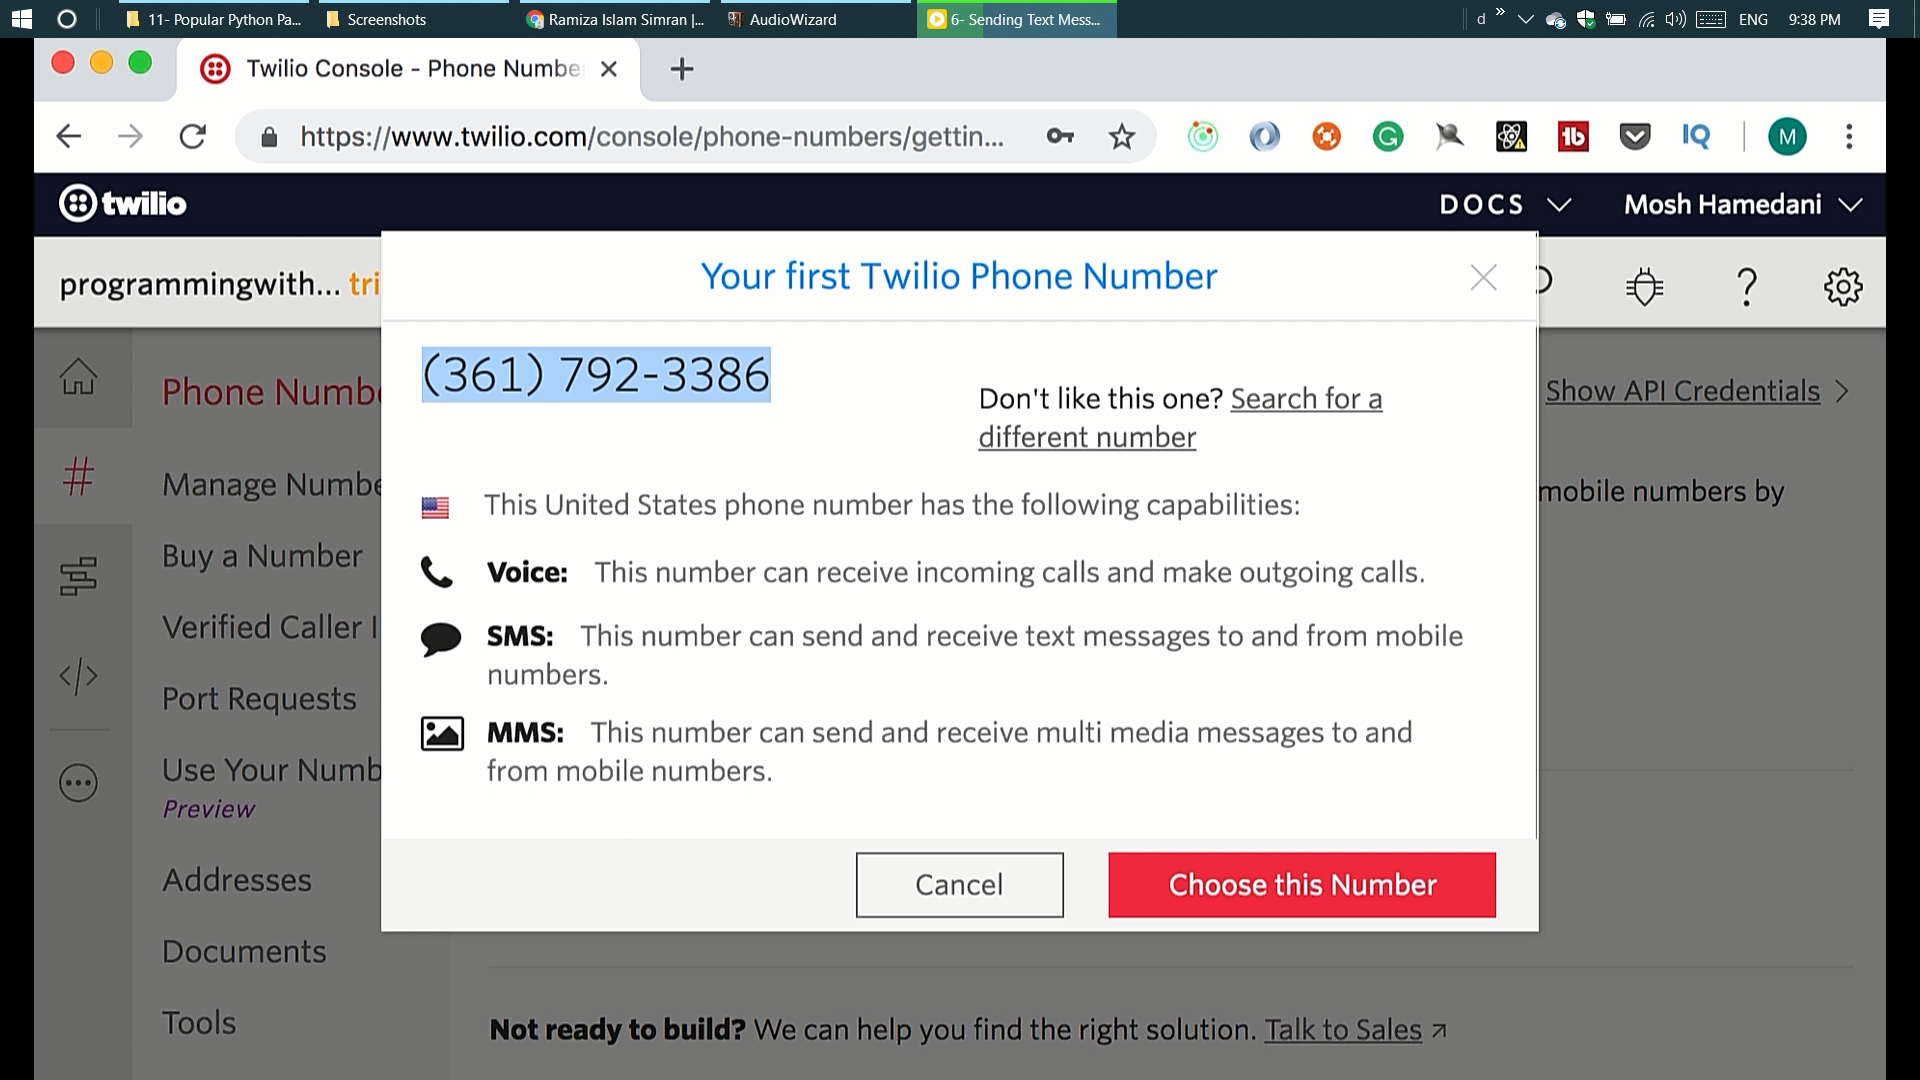 11- Popular Python Pa...
Screenshots
Ramiza Islam Simran |...
AudioWizard
6- Sending Text Mess...
d
ENG
9:38 PM
Twilio Console - Phone Numbe
https://www.twilio.com/console/phone-numbers/gettin...
IQ
M
twilio
DOCS
Mosh Hamedani
programmingwith... tri
Your first Twilio Phone Number
(361) 792-3386
Don't like this one? Search for a
different number
This United States phone number has the following capabilities:
Voice: This number can receive incoming calls and make outgoing calls.
SMS: This number can send and receive text messages to and from mobile
numbers.
MMS: This number can send and receive multi media messages to and
from mobile numbers.
Cancel
Choose this Number
Phone Numbe
Manage Numbe
Buy a Number
Verified Caller I
Port Requests
Use Your Numb
Preview
Addresses
Documents
Tools
Show API Credentials
mobile numbers by
Not ready to build? We can help you find the right solution. Talk to Sales